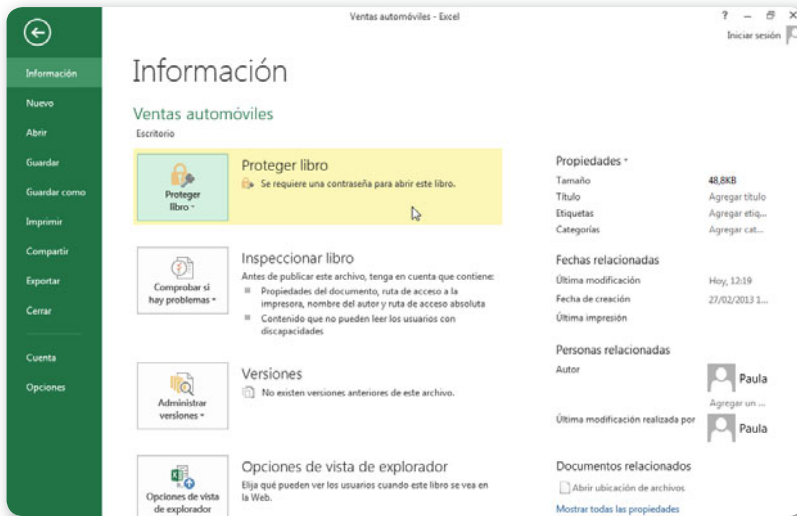 Ventas automóviles - Excel
?
Iniciar sesión
Información
Nuevo
Abrir
Guardar
Guardar como
Imprimir
Compartir
Exportar
Cerrar
Cuenta
Opciones
Información
Ventas automóviles
Escritorio
Proteger
libro
Proteger libro
Se requiere una contraseña para abrir este libro.
Comprobar si
hay problemas
Inspeccionar libro
Antes de publicar este archivo, tenga en cuenta que contiene:
Propiedades del documento, ruta de acceso a la
impresora, nombre del autor y ruta de acceso absoluta
Contenido que no pueden leer los usuarios con
discapacidades
Administrar
versiones
Versiones
No existen versiones anteriores de este archivo.
Opciones de vista
de explorador
Opciones de vista de explorador
Elija qué pueden ver los usuarios cuando este libro se vea en
la Web.
Propiedades
Tamaño 48,8KB
Título Agregar título
Etiquetas Agregar etiq...
Categorías Agregar cat...
Fechas relacionadas
Última modificación Hoy, 12:19
Fecha de creación 27/02/2013 1...
Última impresión
Personas relacionadas
Autor Paula
Agregar un ...
Última modificación realizada por Paula
Documentos relacionados
Abrir ubicación de archivos
Mostrar todas las propiedades